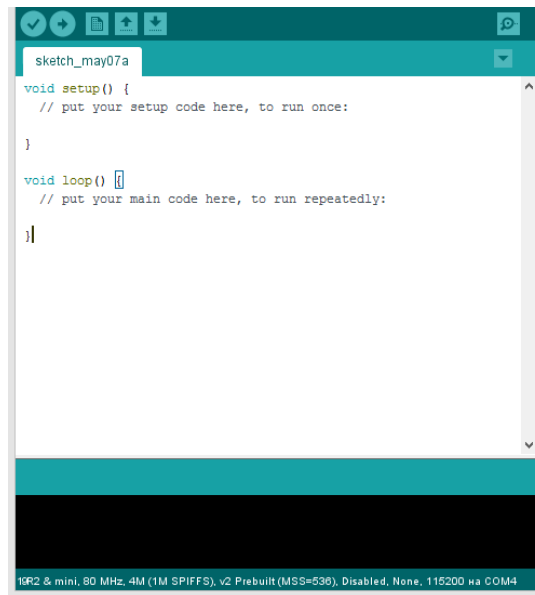 sketch_may07a
void setup() {
  // put your setup code here, to run once:
}
void loop() {
  // put your main code here, to run repeatedly:
}
R2 & mini, 80 MHz, 4M (1M SPIFFS), v2 Prebuilt (MSS=536), Disabled, None, 115200 на COM4